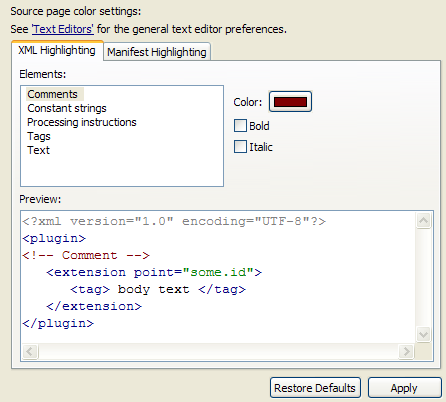 Source page color settings:
See 'Text Editors' for the general text editor preferences.
XML Highlighting
Manifest Highlighting
Elements:
Comments
Constant strings
Processing instructions
Tags
Text
Color:
Bold
Italic
Preview:
<?xml version="1.0" encoding="UTF-8"?>
<plugin>
<!-- Comment -->
   <extension point="some.id">
      <tag> body text </tag>
   </extension>
</plugin>
Restore Defaults
Apply